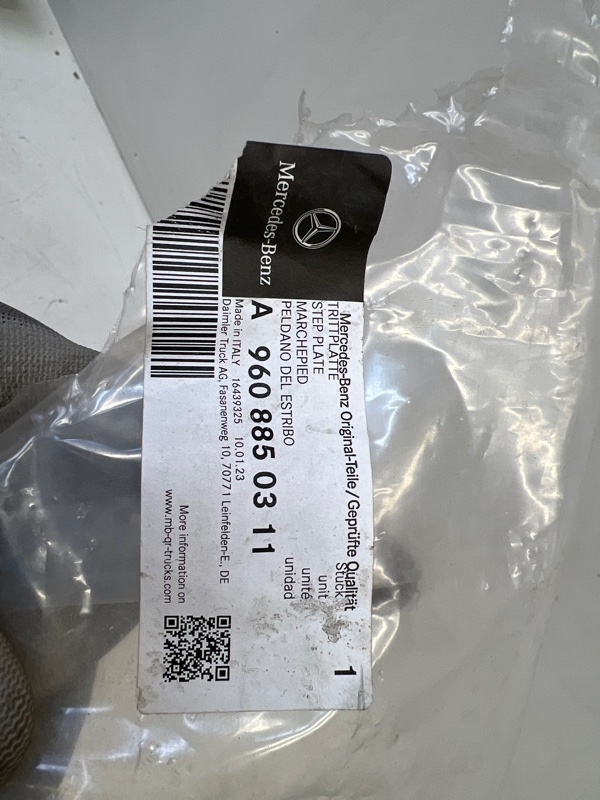 Mercedes-Benz
Mercedes-Benz Original-Teile/Geprüfte Qualität
TRITTPLATTE Stück 1
STEP PLATE unit
MARCHEPIED unité
PELDANO DEL ESTRIBO unidad
A 960 885 03 11
Made in ITALY 16439325 10.01.23
Daimler Truck AG, Fasanenweg 10, 70771 Leinfelden-E., DE
More information on
www.mb-qr-trucks.com